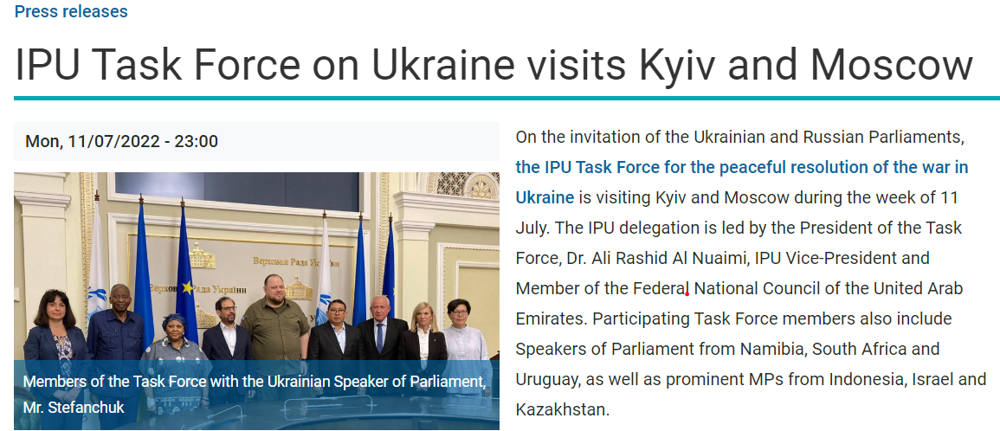 Press releases
IPU Task Force on Ukraine visits Kyiv and Moscow
Mon, 11/07/2022 - 23:00
Верховна Рада України
Верховна Рада України
Members of the Task Force with the Ukrainian Speaker of Parliament,
Mr. Stefanchuk
On the invitation of the Ukrainian and Russian Parliaments,
the IPU Task Force for the peaceful resolution of the war in
Ukraine is visiting Kyiv and Moscow during the week of 11
July. The IPU delegation is led by the President of the Task
Force, Dr. Ali Rashid Al Nuaimi, IPU Vice-President and
Member of the Federal National Council of the United Arab
Emirates. Participating Task Force members also include
Speakers of Parliament from Namibia, South Africa and
Uruguay, as well as prominent MPs from Indonesia, Israel and
Kazakhstan.